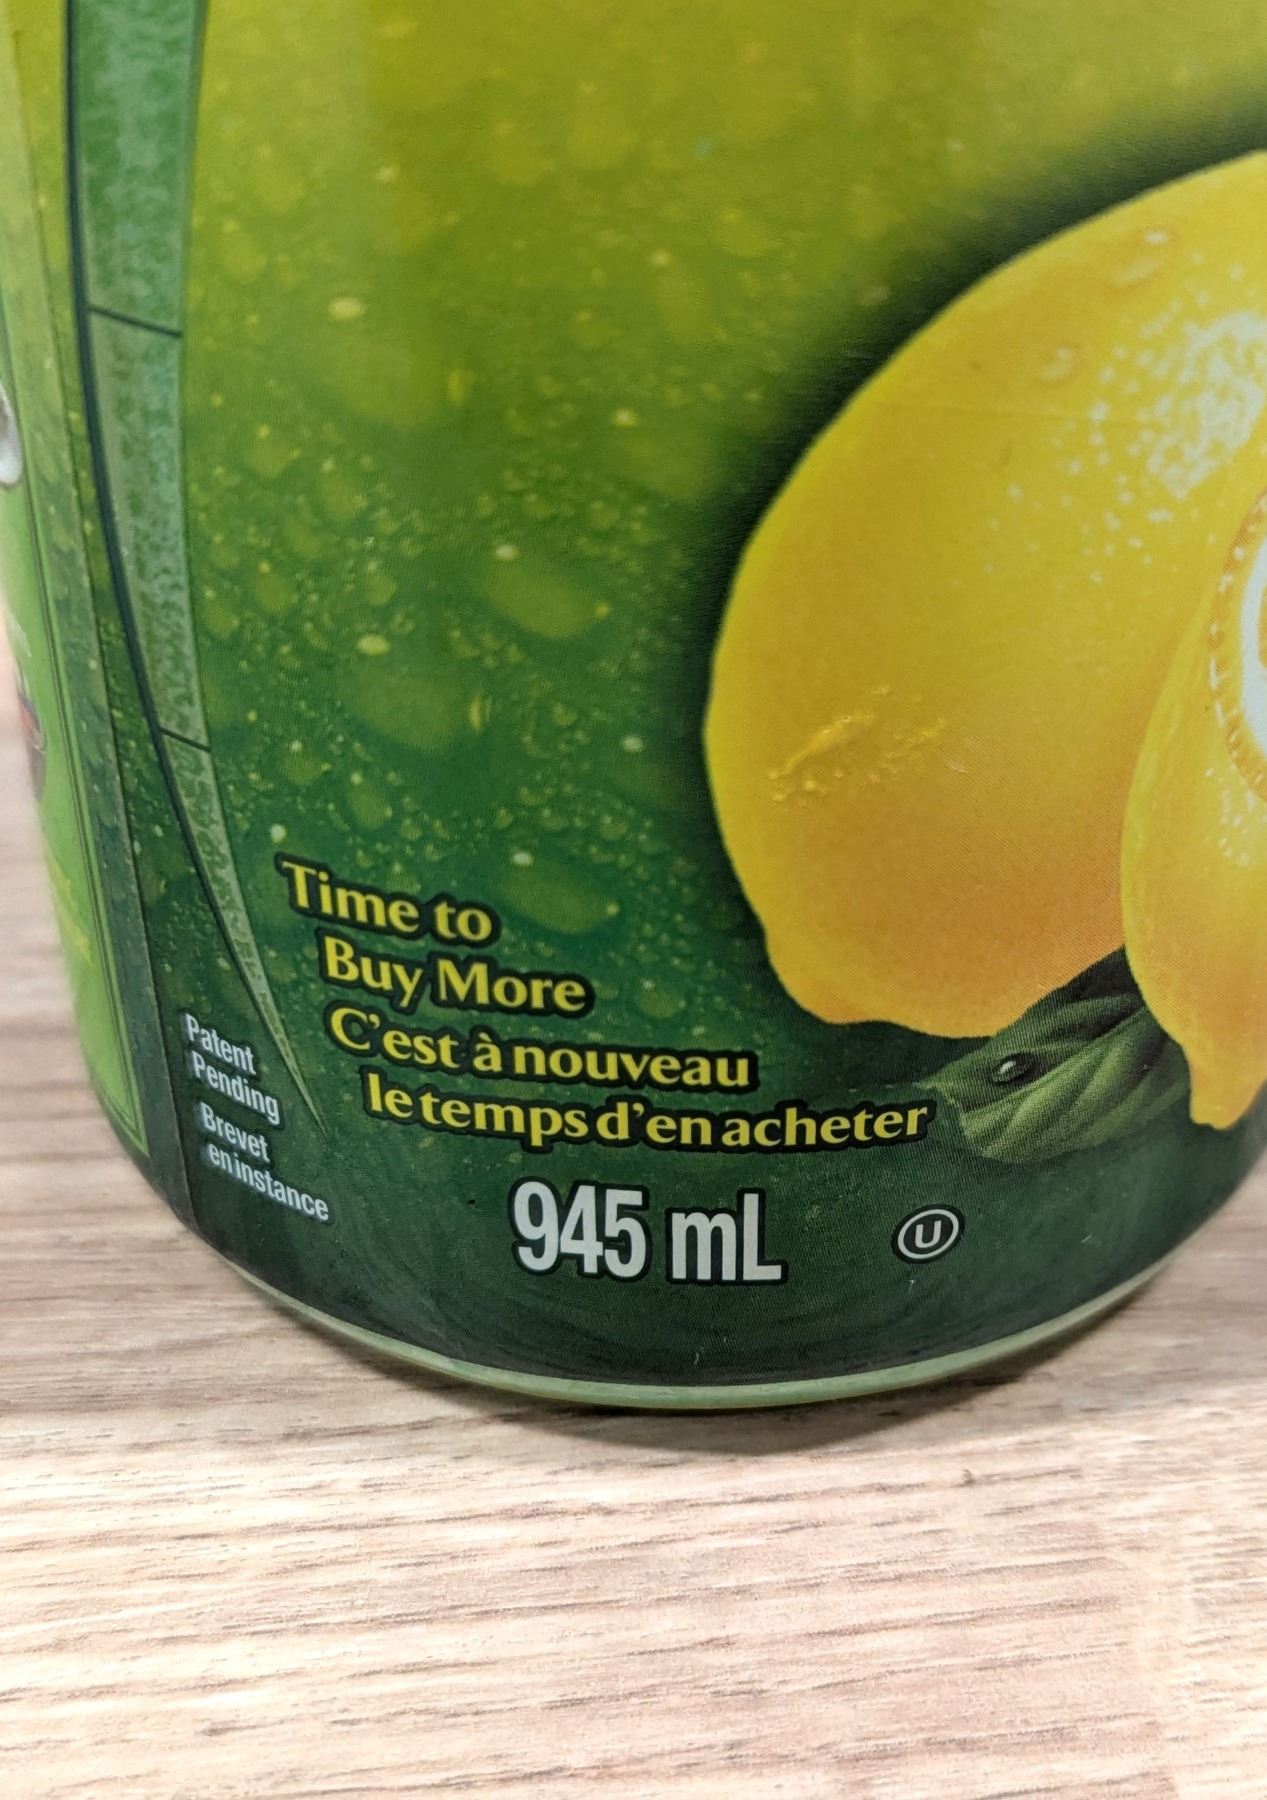 Time to
Buy More
C'est à nouveau
le temps d'en acheter
Patent
Pending
Brevet
en instance
945 mL
U